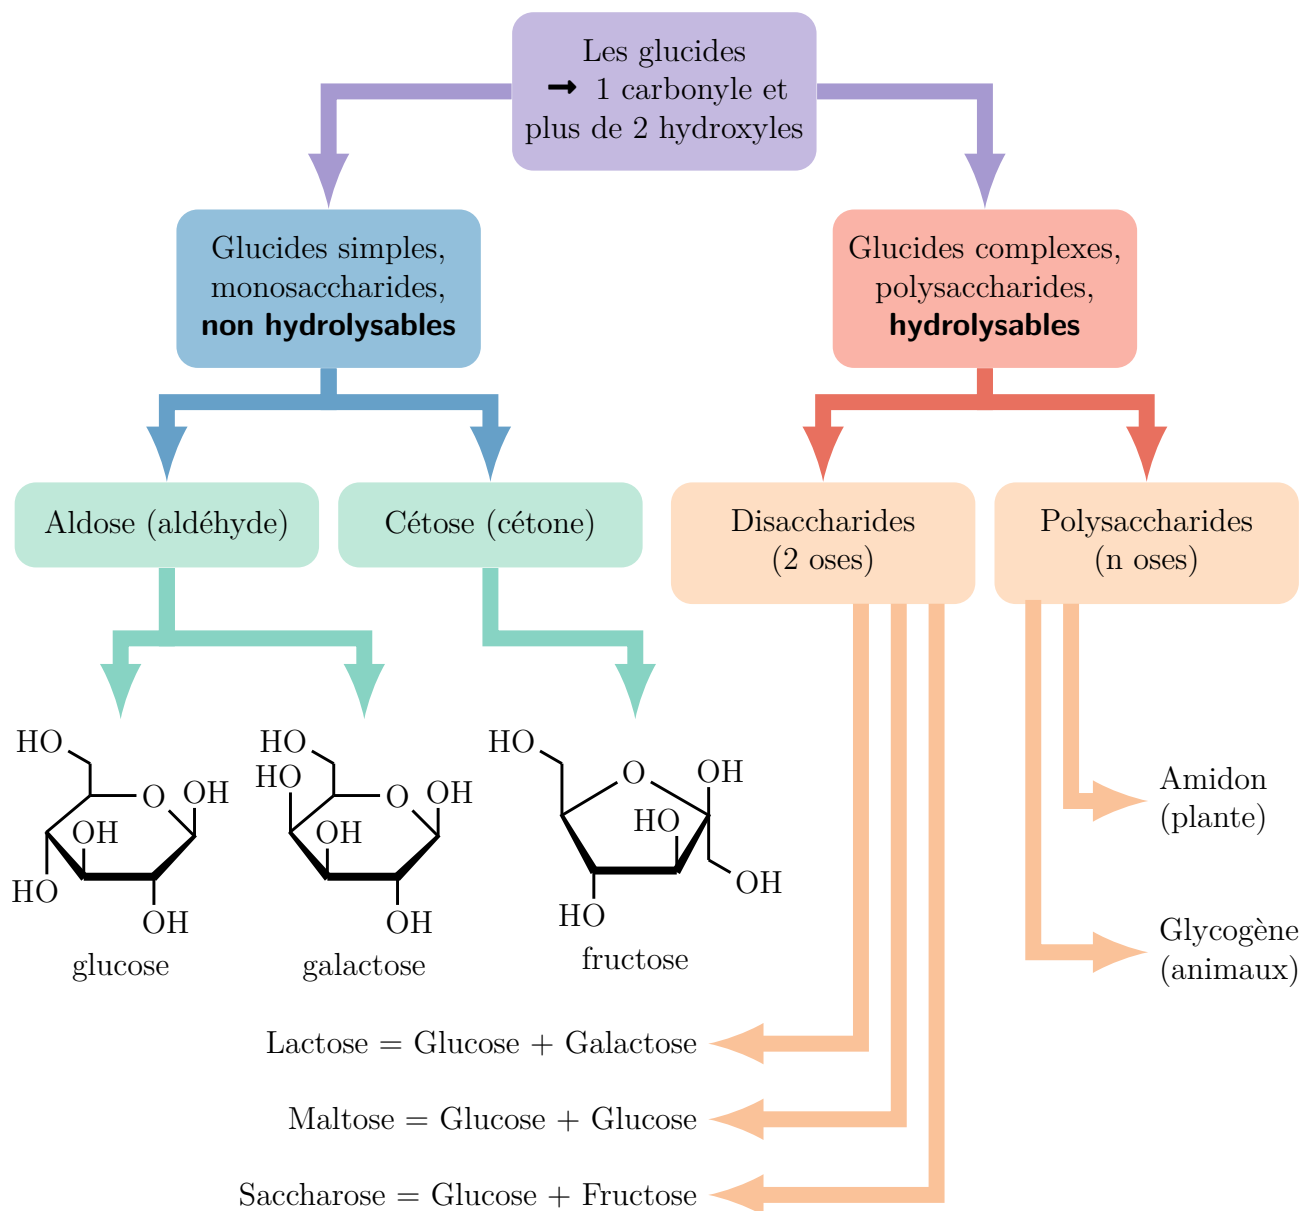 Les glucides
➞ 1 carbonyle et
plus de 2 hydroxyles
Glucides simples,
monosaccharides,
non hydrolysables
Glucides complexes,
polysaccharides,
hydrolysables
Aldose (aldéhyde)
Cétose (cétone)
Disaccharides
(2 oses)
Polysaccharides
(n oses)
HO
O
OH
OH
HO
OH
glucose
HO
HO
O
OH
OH
OH
galactose
HO
O
OH
HO
OH
HO
fructose
Amidon
(plante)
Glycogène
(animaux)
Lactose = Glucose + Galactose
Maltose = Glucose + Glucose
Saccharose = Glucose + Fructose